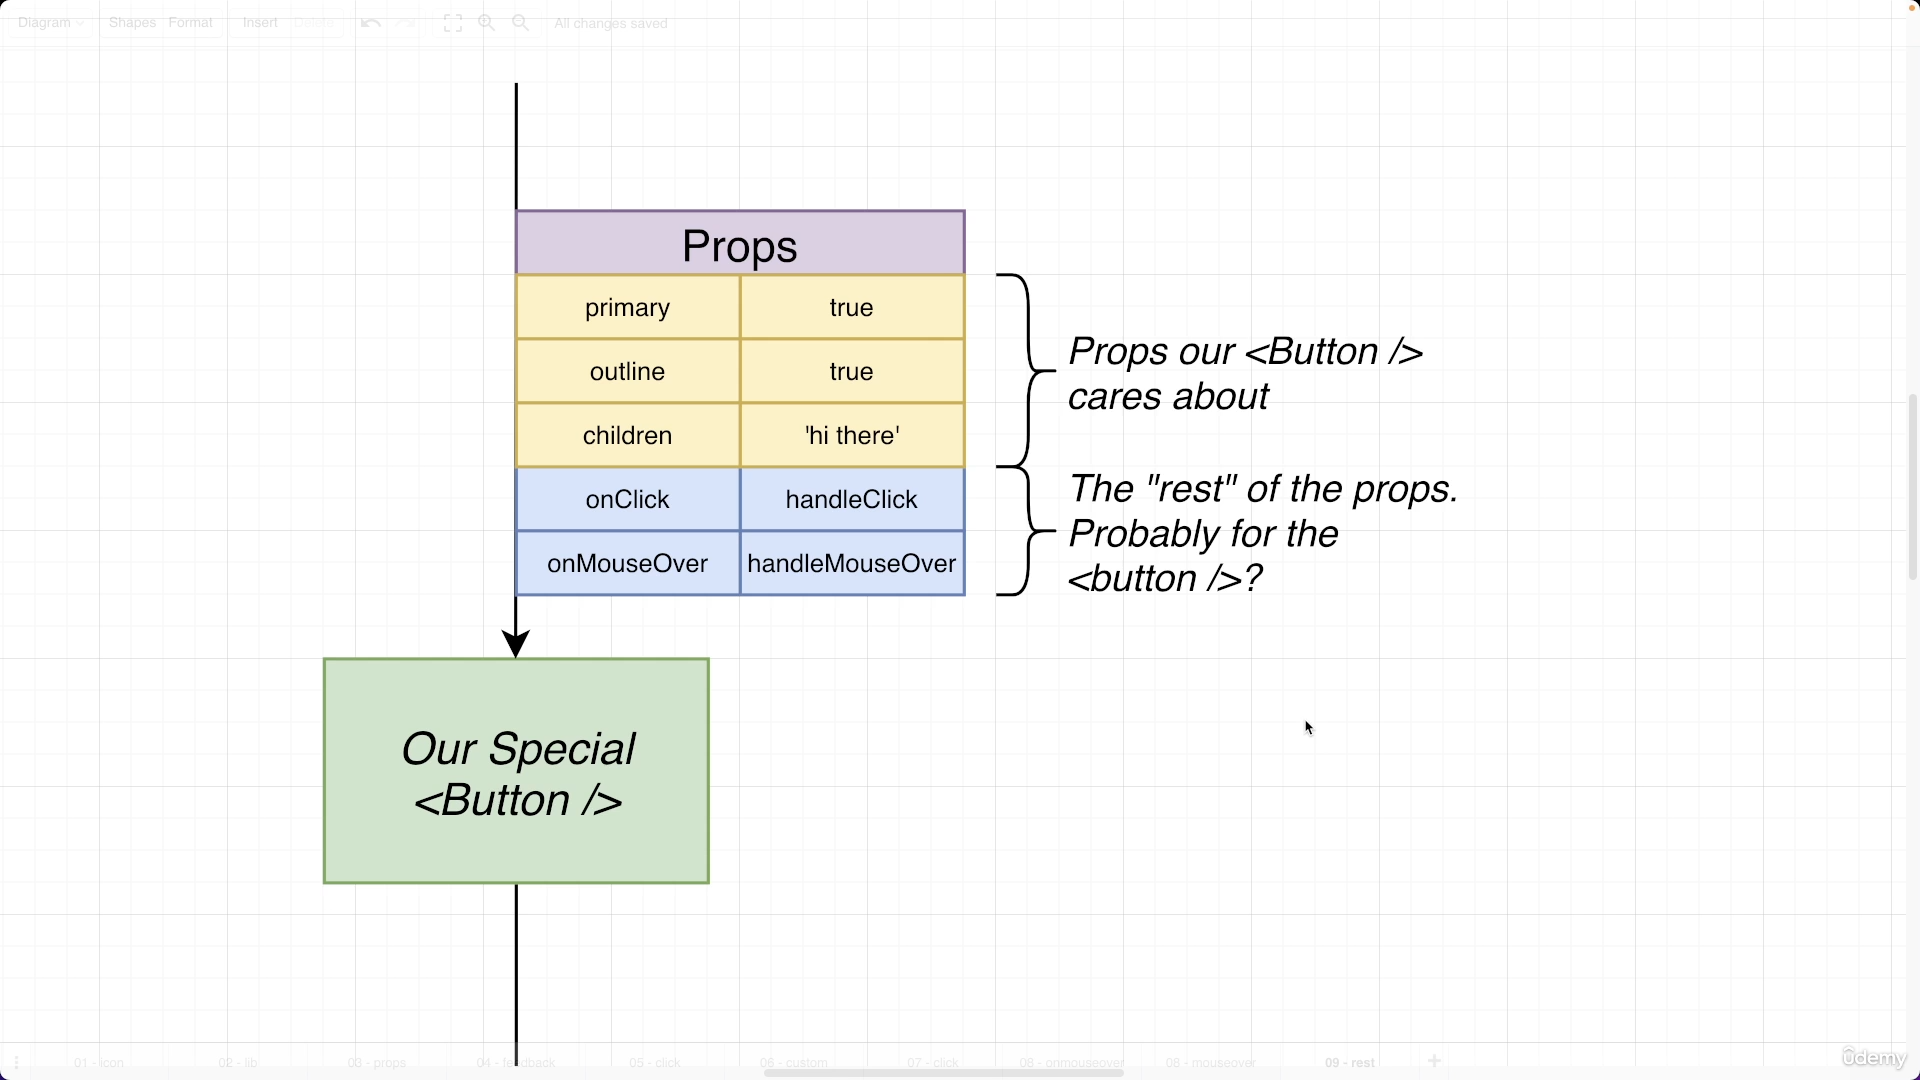 Diagram Shapes Format Insert Delete All changes saved
Props
primary true
outline true
children 'hi there'
onClick handleClick
onMouseOver handleMouseOver
Props our <Button />
cares about
The "rest" of the props.
Probably for the
<button />?
Our Special
<Button />
01 - icon 02 - lib 03 - props 04 - feedback 05 - click 06 - custom 07 - click 08 - onmouseover 08 - mouseover 09 - rest
ûdemy